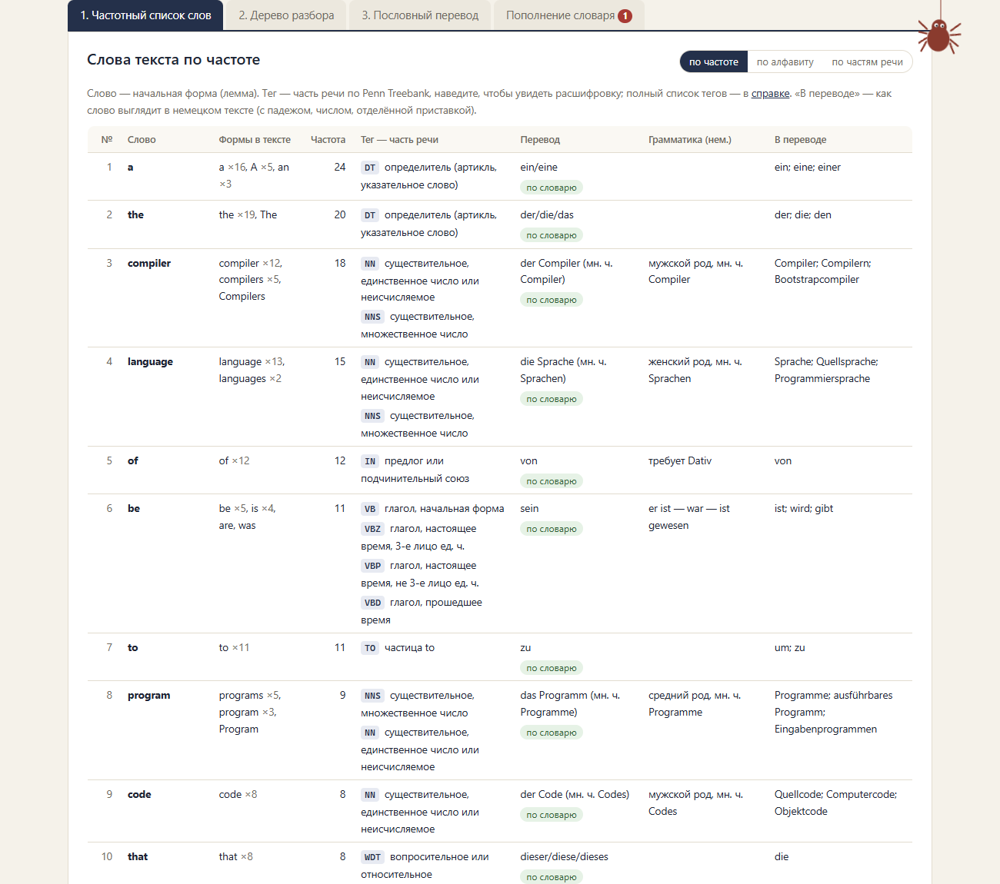 1. Частотный список слов
2. Дерево разбора
3. Пословный перевод
Пополнение словаря 1
Слова текста по частоте
по частоте
по алфавиту
по частям речи
Слово — начальная форма (лемма). Тег — часть речи по Penn Treebank, наведите, чтобы увидеть расшифровку; полный список тегов — в справке. «В переводе» — как
слово выглядит в немецком тексте (с падежом, числом, отделённой приставкой).
№ Слово Формы в тексте Частота Тег — часть речи Перевод Грамматика (нем.) В переводе
1 a a ×16, A ×5, an 24 DT определитель (артикль, ein/eine ein; eine; einer
×3 указательное слово) по словарю
2 the the ×19, The 20 DT определитель (артикль, der/die/das der; die; den
указательное слово) по словарю
3 compiler compiler ×12, 18 NN существительное, der Compiler (мн. ч. мужской род, мн. ч. Compiler; Compilern;
compilers ×5, единственное число или Compiler) Compiler Bootstrapcompiler
Compilers неисчисляемое по словарю
NNS существительное,
множественное число
4 language language ×13, 15 NN существительное, die Sprache (мн. ч. женский род, мн. ч. Sprache; Quellsprache;
languages ×2 единственное число или Sprachen) Sprachen Programmiersprache
неисчисляемое по словарю
NNS существительное,
множественное число
5 of of ×12 12 IN предлог или von требует Dativ von
подчинительный союз по словарю
6 be be ×5, is ×4, 11 VB глагол, начальная форма sein er ist — war — ist ist; wird; gibt
are, was VBZ глагол, настоящее по словарю gewesen
время, 3-е лицо ед. ч.
VBP глагол, настоящее
время, не 3-е лицо ед. ч.
VBD глагол, прошедшее
время
7 to to ×11 11 TO частица to zu um; zu
по словарю
8 program programs ×5, 9 NNS существительное, das Programm (мн. ч. средний род, мн. ч. Programme; ausführbares
program ×3, множественное число Programme) Programme Programm;
Program NN существительное, по словарю Eingabenprogrammen
единственное число или
неисчисляемое
9 code code ×8 8 NN существительное, der Code (мн. ч. Codes) мужской род, мн. ч. Quellcode; Computercode;
единственное число или по словарю Codes Objektcode
неисчисляемое
10 that that ×8 8 WDT вопросительное или dieser/diese/dieses die
относительное по словарю